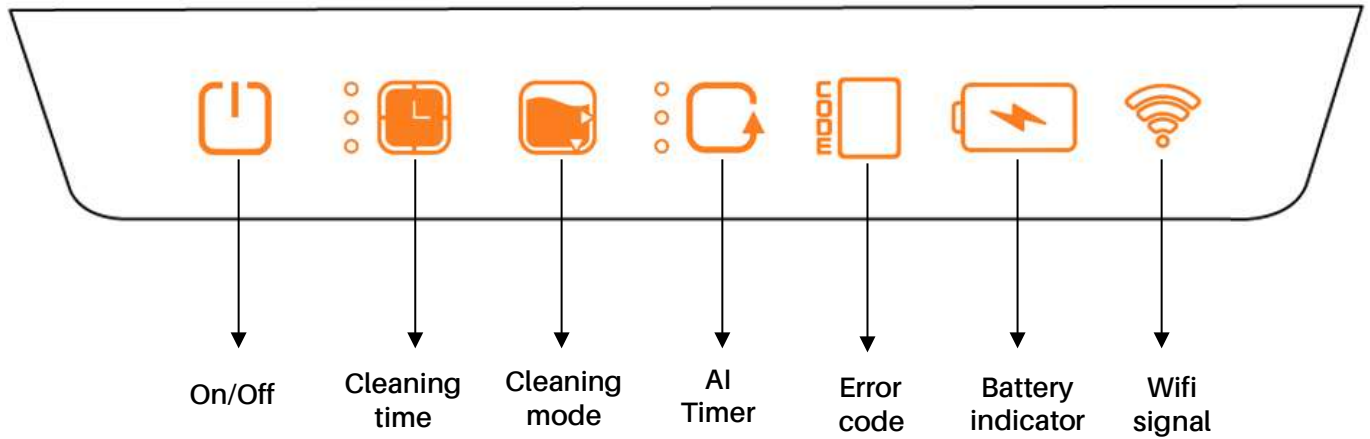 CODE
On/Off
Cleaning
time
Cleaning
mode
AI
Timer
Error
code
Battery
indicator
Wifi
signal